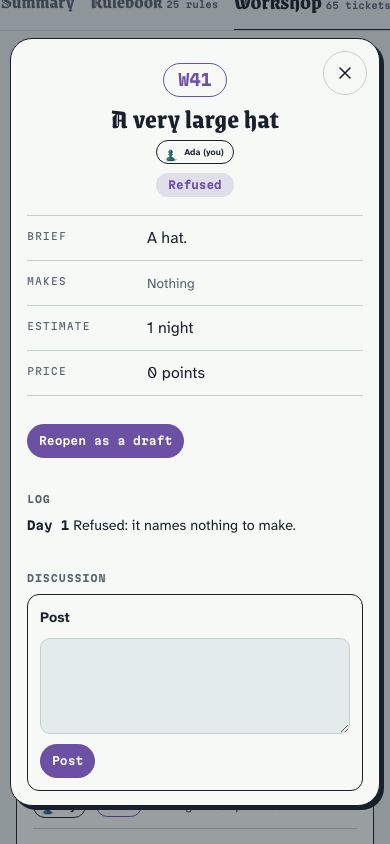 Summary Rulebook 25 rules Workshop 65 tickets
W41
A very large hat
Ada (you)
Refused
BRIEF A hat.
MAKES Nothing
ESTIMATE 1 night
PRICE 0 points
Reopen as a draft
LOG
Day 1 Refused: it names nothing to make.
DISCUSSION
Post
Post